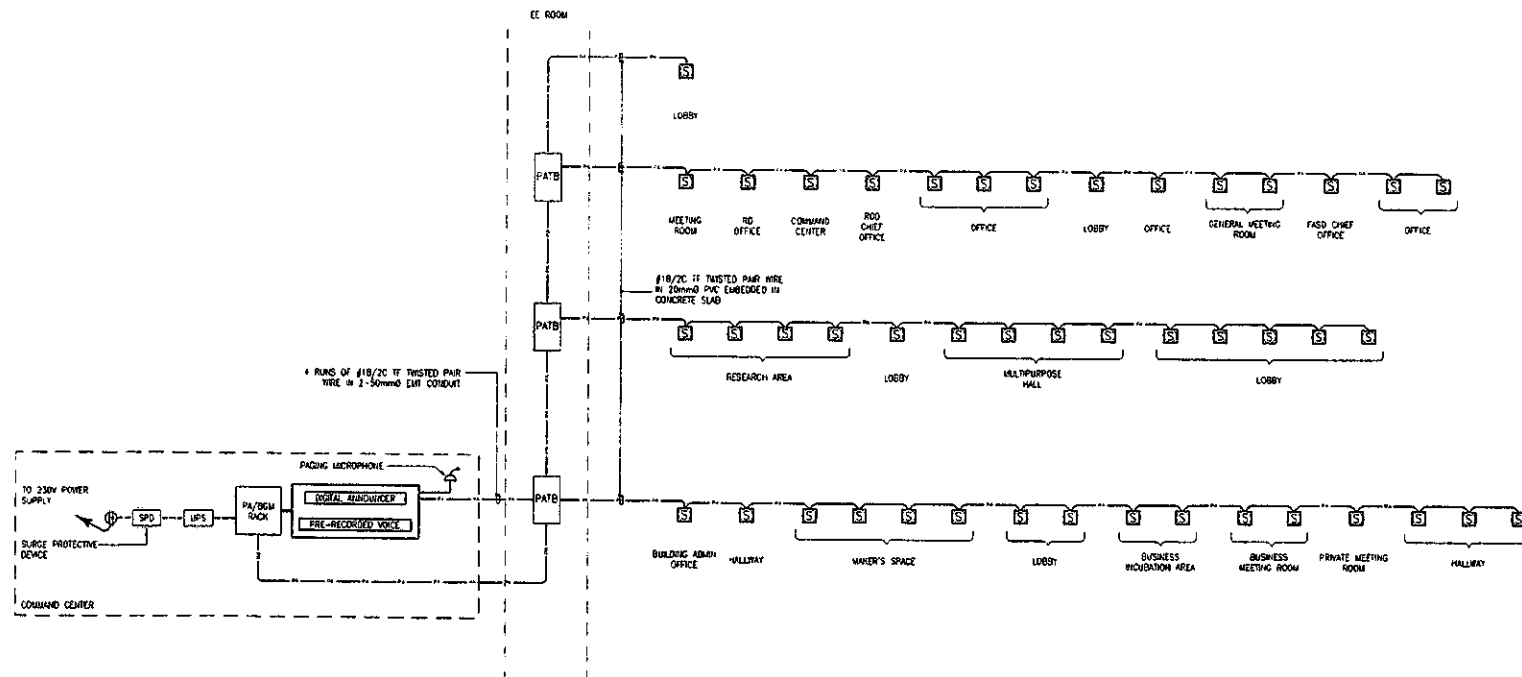 EE ROOM
S
LOBBY
PATB
S S S S S S S S S S S S S S
MEETING
ROOM
RD
OFFICE
COMMAND
CENTER
ROD
CHIEF
OFFICE
OFFICE
LOBBY
OFFICE
GENERAL MEETING
ROOM
FASD CHIEF
OFFICE
OFFICE
#18/2C TF TWISTED PAIR WIRE
IN 20mmØ PVC EMBEDDED IN
CONCRETE SLAB
PATB
S S S S S S S S S S S S S S
RESEARCH AREA
LOBBY
MULTIPURPOSE
HALL
LOBBY
4 RUNS OF #18/2C TF TWISTED PAIR
WIRE IN 2-50mmØ EMT CONDUIT
PAGING MICROPHONE
TO 230V POWER
SUPPLY
SPD
UPS
PA/BGM
RACK
DIGITAL ANNOUNCER
PRE-RECORDED VOICE
SURGE PROTECTIVE
DEVICE
COMMAND CENTER
PATB
S S S S S S S S S S S S S S S S
BUILDING ADMIN
OFFICE
HALLWAY
MAKER'S SPACE
LOBBY
BUSINESS
INCUBATION AREA
BUSINESS
MEETING ROOM
PRIVATE MEETING
ROOM
HALLWAY